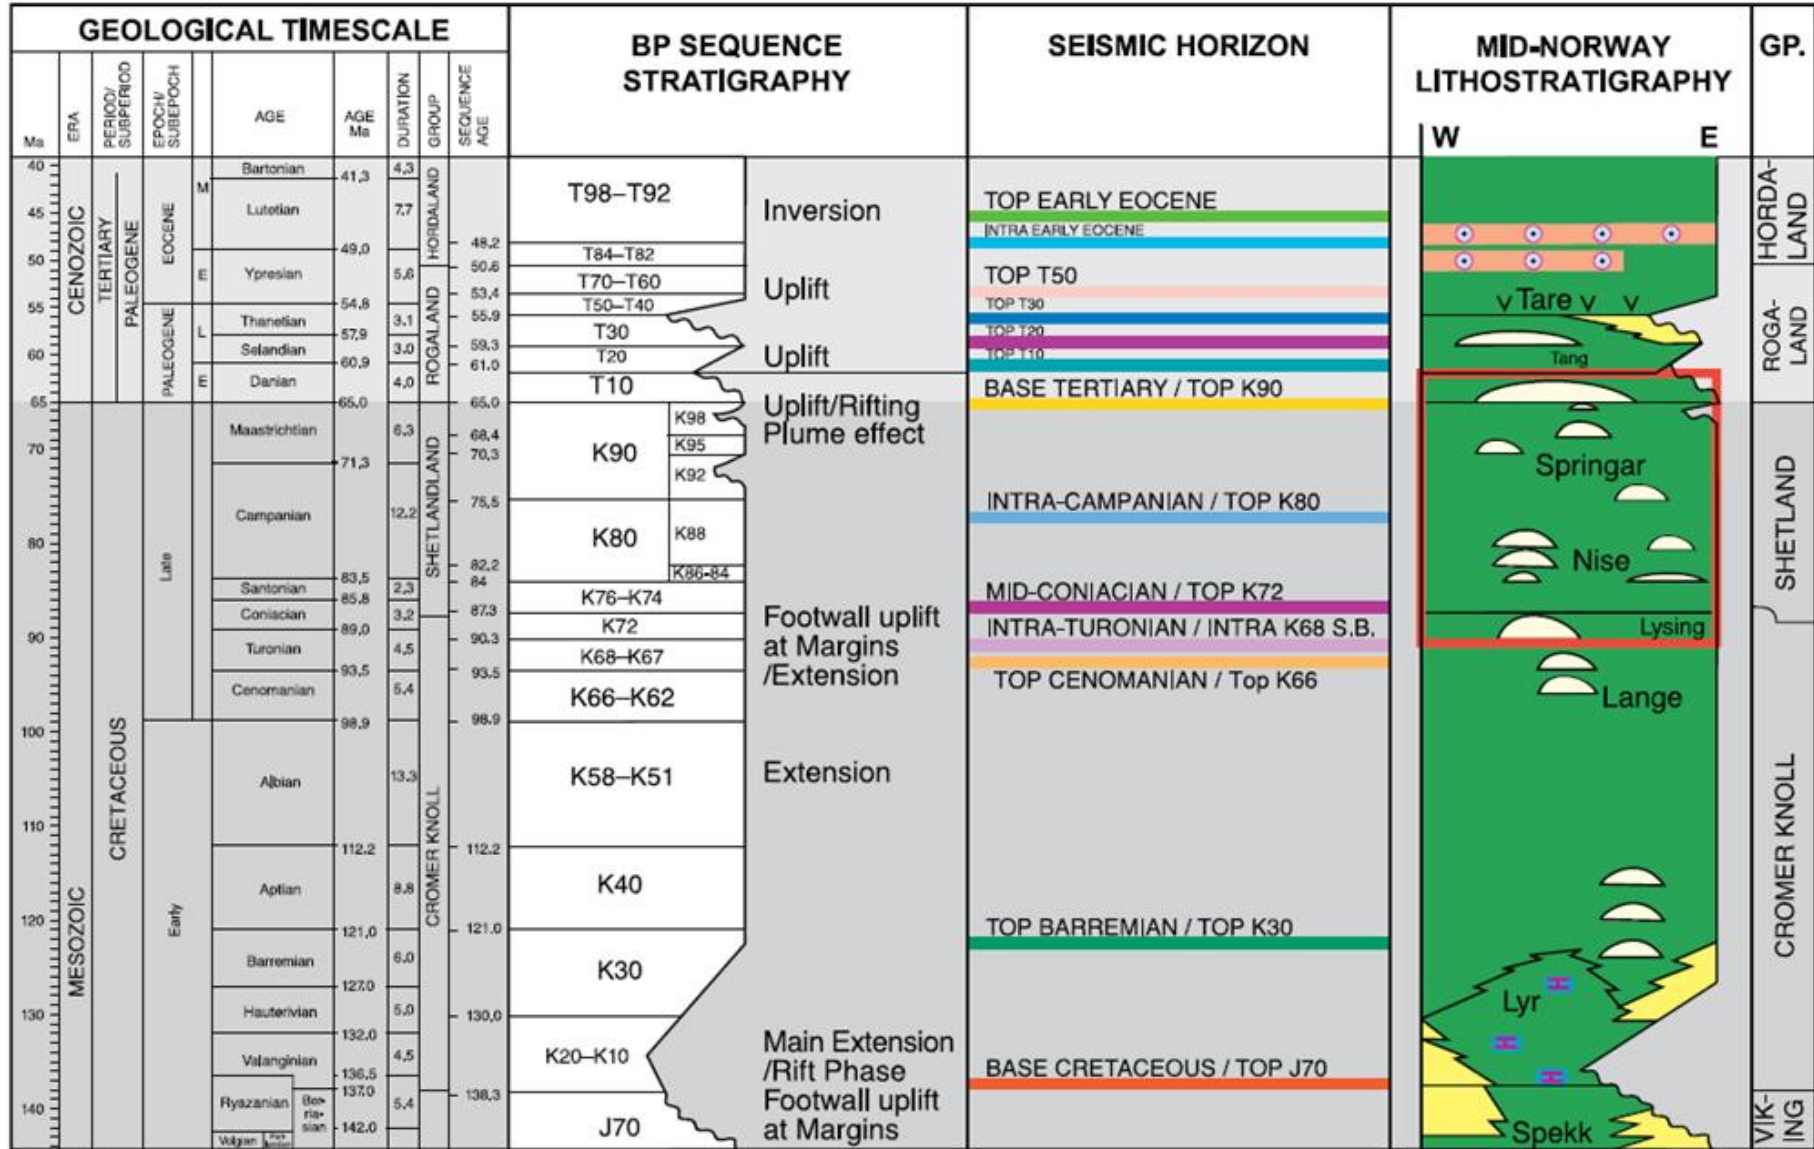 GEOLOGICAL TIMESCALE
BP SEQUENCE
STRATIGRAPHY
SEISMIC HORIZON
MID-NORWAY
LITHOSTRATIGRAPHY
GP.
Ma
ERA
PERIOD/
SUBPERIOD
EPOCH/
SUBEPOCH
AGE
AGE
Ma
DURATION
GROUP
SEQUENCE
AGE
W E
40
45
50
55
60
65
70
80
90
100
110
120
130
140
CENOZOIC
MESOZOIC
TERTIARY
PALEOGENE
CRETACEOUS
EOCENE
PALEOGENE
Late
Early
M
E
L
E
Bartonian
Lutetian
Ypresian
Thanetian
Selandian
Danian
Maastrichtian
Campanian
Santonian
Coniacian
Turonian
Cenomanian
Albian
Aptian
Barremian
Hauterivian
Valanginian
Ryazanian
Ber-
ria-
sian
Volgian
41,3
49.0
54.8
57.9
60.9
65.0
71.3
83.5
85.8
89.0
93.5
98.9
112.2
121.0
127.0
132.0
136.5
137.0
142.0
4.3
7.7
5.6
3.1
3.0
4.0
6.3
12.2
2.3
3.2
4.5
5.4
13.3
8.8
6.0
5.0
4.5
5.4
HORDALAND
ROGALAND
SHETLANDLAND
CROMER KNOLL
48.2
50.6
53.4
55.9
59.3
61.0
65.0
68.4
70.3
75.5
82.2
84
87.3
90.3
93.5
98.9
112.2
121.0
130.0
138.3
T98–T92
T84–T82
T70–T60
T50–T40
T30
T20
T10
K90
K98
K95
K92
K80
K88
K86-84
K76–K74
K72
K68–K67
K66–K62
K58–K51
K40
K30
K20–K10
J70
Inversion
Uplift
Uplift
Uplift/Rifting
Plume effect
Footwall uplift
at Margins
/Extension
Extension
Main Extension
/Rift Phase
Footwall uplift
at Margins
TOP EARLY EOCENE
INTRA EARLY EOCENE
TOP T50
TOP T30
TOP T20
TOP T10
BASE TERTIARY / TOP K90
INTRA-CAMPANIAN / TOP K80
MID-CONIACIAN / TOP K72
INTRA-TURONIAN / INTRA K68 S.B.
TOP CENOMANIAN / Top K66
TOP BARREMIAN / TOP K30
BASE CRETACEOUS / TOP J70
Tare
Tang
Springar
Nise
Lysing
Lange
Lyr
Spekk
HORDA-
LAND
ROGA-
LAND
SHETLAND
CROMER KNOLL
VIK-
ING